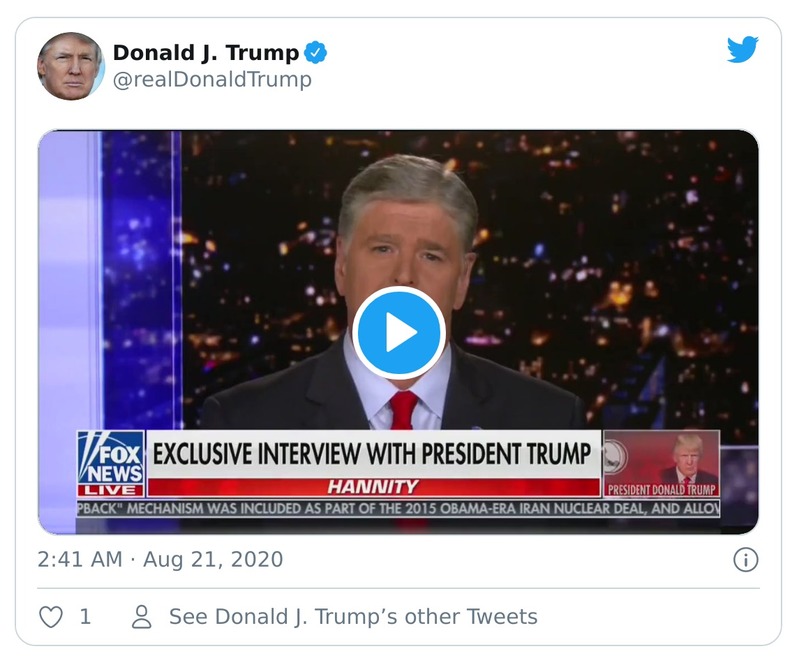 Donald J. Trump
@realDonaldTrump
EXCLUSIVE INTERVIEW WITH PRESIDENT TRUMP
FOX
NEWS
LIVE
HANNITY
PRESIDENT DONALD TRUMP
PBACK" MECHANISM WAS INCLUDED AS PART OF THE 2015 OBAMA-ERA IRAN NUCLEAR DEAL, AND ALLOV
2:41 AM · Aug 21, 2020
1
See Donald J. Trump’s other Tweets